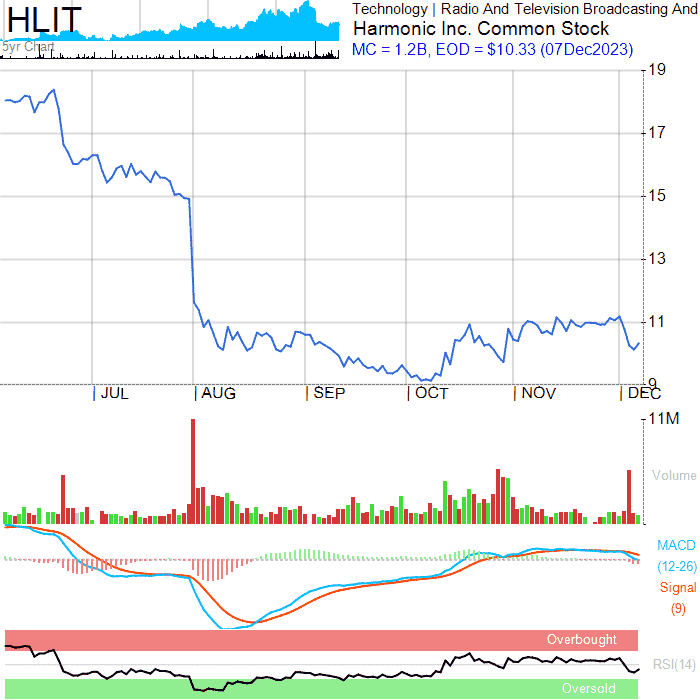 HLIT
5yr Chart
Technology | Radio And Television Broadcasting And
Harmonic Inc. Common Stock
MC = 1.2B, EOD = $10.33 (07Dec2023)
19
17
15
13
11
9
JUL
AUG
SEP
OCT
NOV
DEC
11M
Volume
MACD
(12-26)
Signal
(9)
Overbought
RSI(14)
Oversold